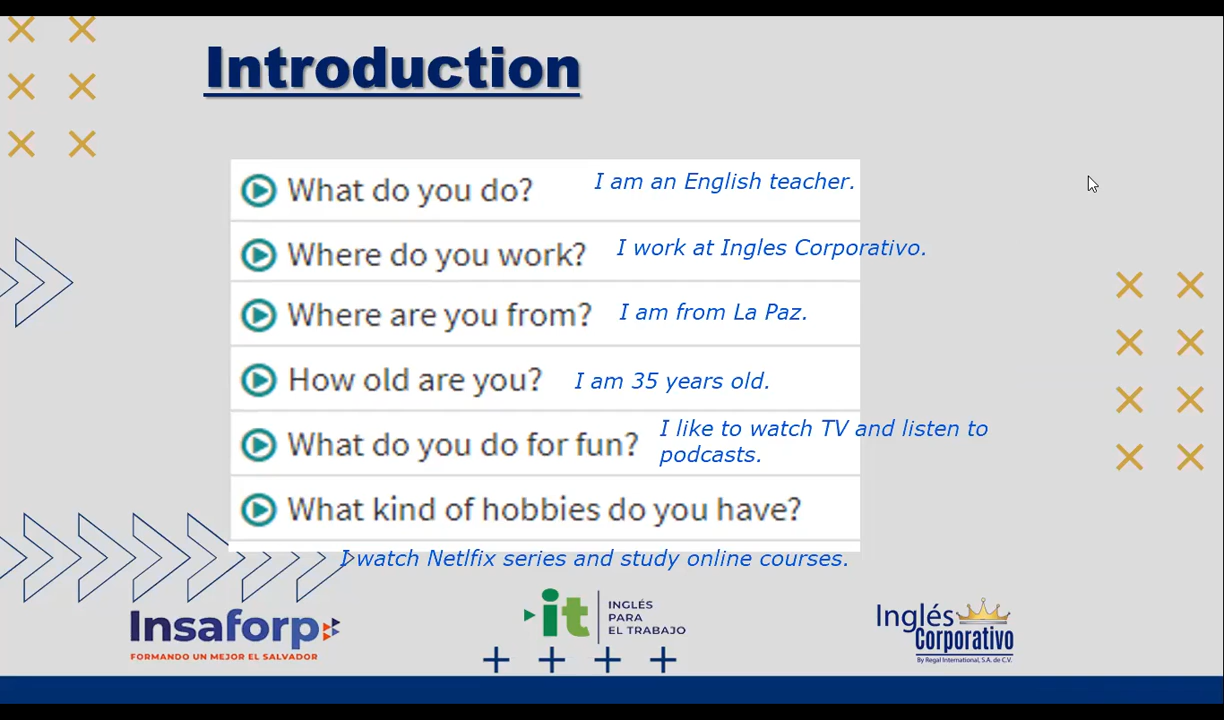 Introduction
What do you do?
I am an English teacher.
Where do you work?
I work at Ingles Corporativo.
Where are you from?
I am from La Paz.
How old are you?
I am 35 years old.
What do you do for fun?
I like to watch TV and listen to
podcasts.
What kind of hobbies do you have?
I watch Netlfix series and study online courses.
Insaforp
FORMANDO UN MEJOR EL SALVADOR
it
INGLÉS
PARA
EL TRABAJO
Inglés
Corporativo
By Regal International, S.A. de C.V.